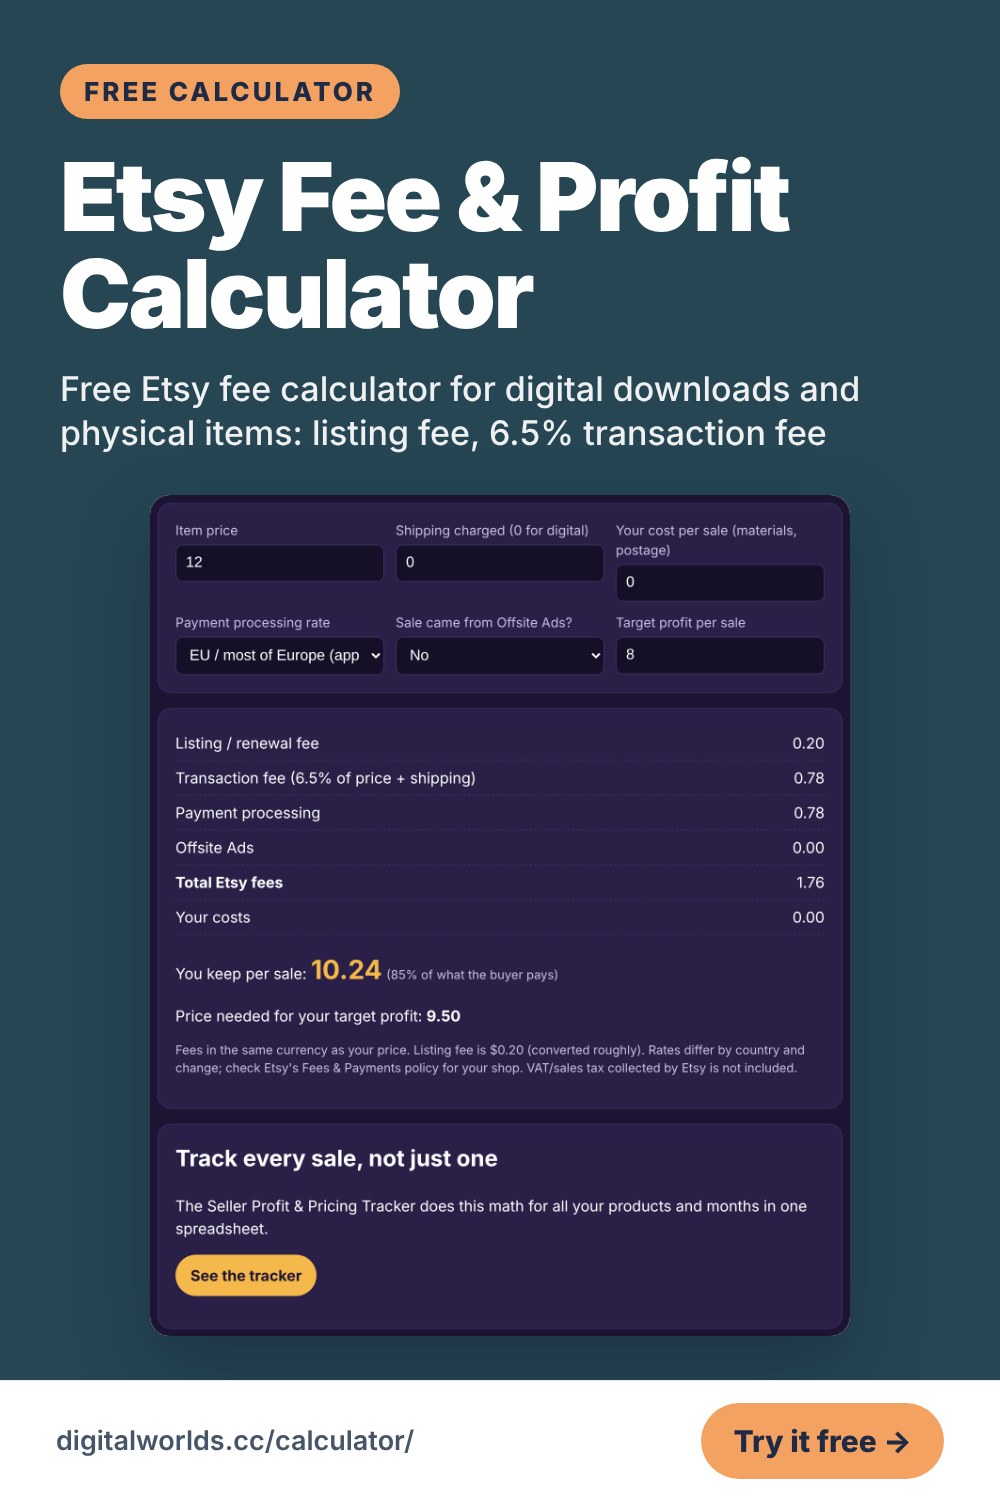 FREE CALCULATOR
Etsy Fee & Profit
Calculator
Free Etsy fee calculator for digital downloads and
physical items: listing fee, 6.5% transaction fee
Item price
Shipping charged (0 for digital)
Your cost per sale (materials,
postage)
12
0
0
Payment processing rate
Sale came from Offsite Ads?
Target profit per sale
EU / most of Europe (app
No
8
Listing / renewal fee 0.20
Transaction fee (6.5% of price + shipping) 0.78
Payment processing 0.78
Offsite Ads 0.00
Total Etsy fees 1.76
Your costs 0.00
You keep per sale: 10.24 (85% of what the buyer pays)
Price needed for your target profit: 9.50
Fees in the same currency as your price. Listing fee is $0.20 (converted roughly). Rates differ by country and
change; check Etsy's Fees & Payments policy for your shop. VAT/sales tax collected by Etsy is not included.
Track every sale, not just one
The Seller Profit & Pricing Tracker does this math for all your products and months in one
spreadsheet.
See the tracker
digitalworlds.cc/calculator/
Try it free →